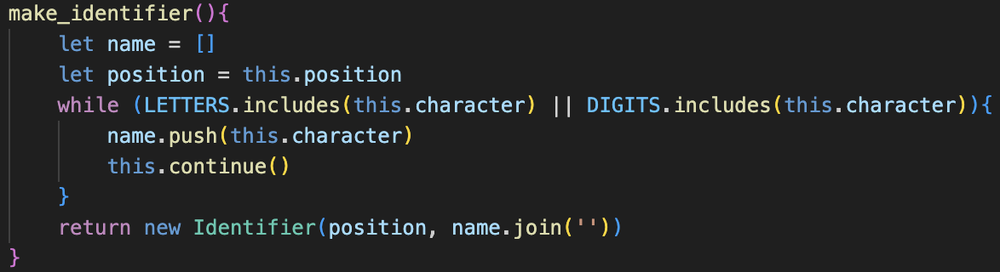 make_identifier(){
    let name = []
    let position = this.position
    while (LETTERS.includes(this.character) || DIGITS.includes(this.character)){
        name.push(this.character)
        this.continue()
    }
    return new Identifier(position, name.join(''))
}